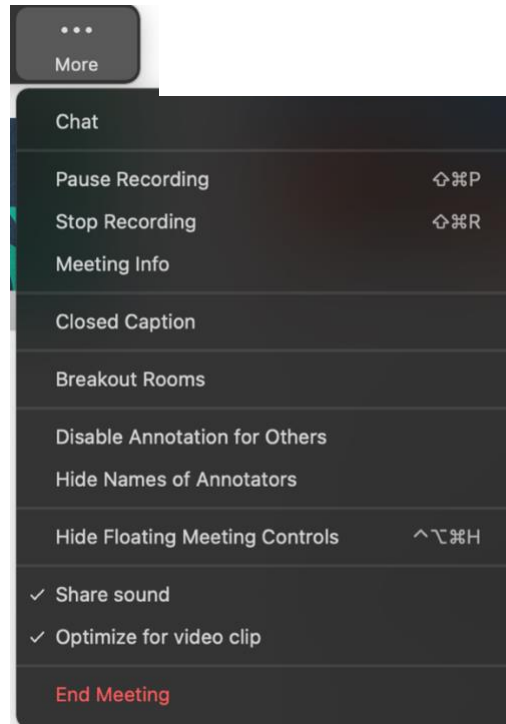 More
Chat
Pause Recording ⇧⌘P
Stop Recording ⇧⌘R
Meeting Info
Closed Caption
Breakout Rooms
Disable Annotation for Others
Hide Names of Annotators
Hide Floating Meeting Controls ^⌥⌘H
✓ Share sound
✓ Optimize for video clip
End Meeting